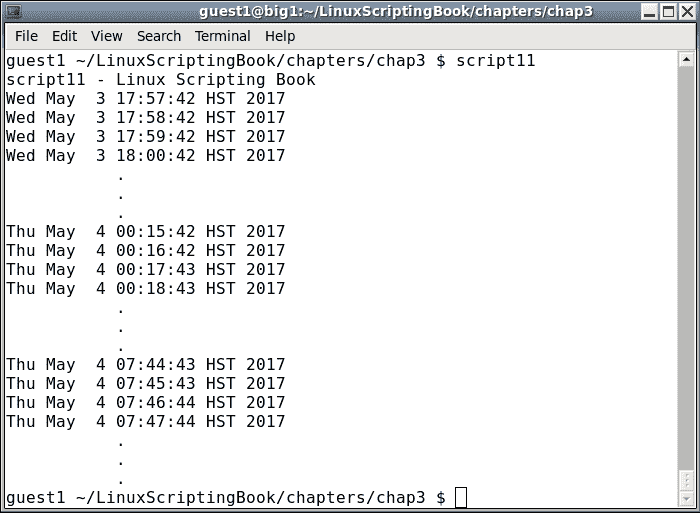 guest1@big1:~/LinuxScriptingBook/chapters/chap3
File Edit View Search Terminal Help
guest1 ~/LinuxScriptingBook/chapters/chap3 $ script11
script11 - Linux Scripting Book
Wed May  3 17:57:42 HST 2017
Wed May  3 17:58:42 HST 2017
Wed May  3 17:59:42 HST 2017
Wed May  3 18:00:42 HST 2017
.
.
.
Thu May  4 00:15:42 HST 2017
Thu May  4 00:16:42 HST 2017
Thu May  4 00:17:43 HST 2017
Thu May  4 00:18:43 HST 2017
.
.
.
Thu May  4 07:44:43 HST 2017
Thu May  4 07:45:43 HST 2017
Thu May  4 07:46:44 HST 2017
Thu May  4 07:47:44 HST 2017
.
.
.
guest1 ~/LinuxScriptingBook/chapters/chap3 $